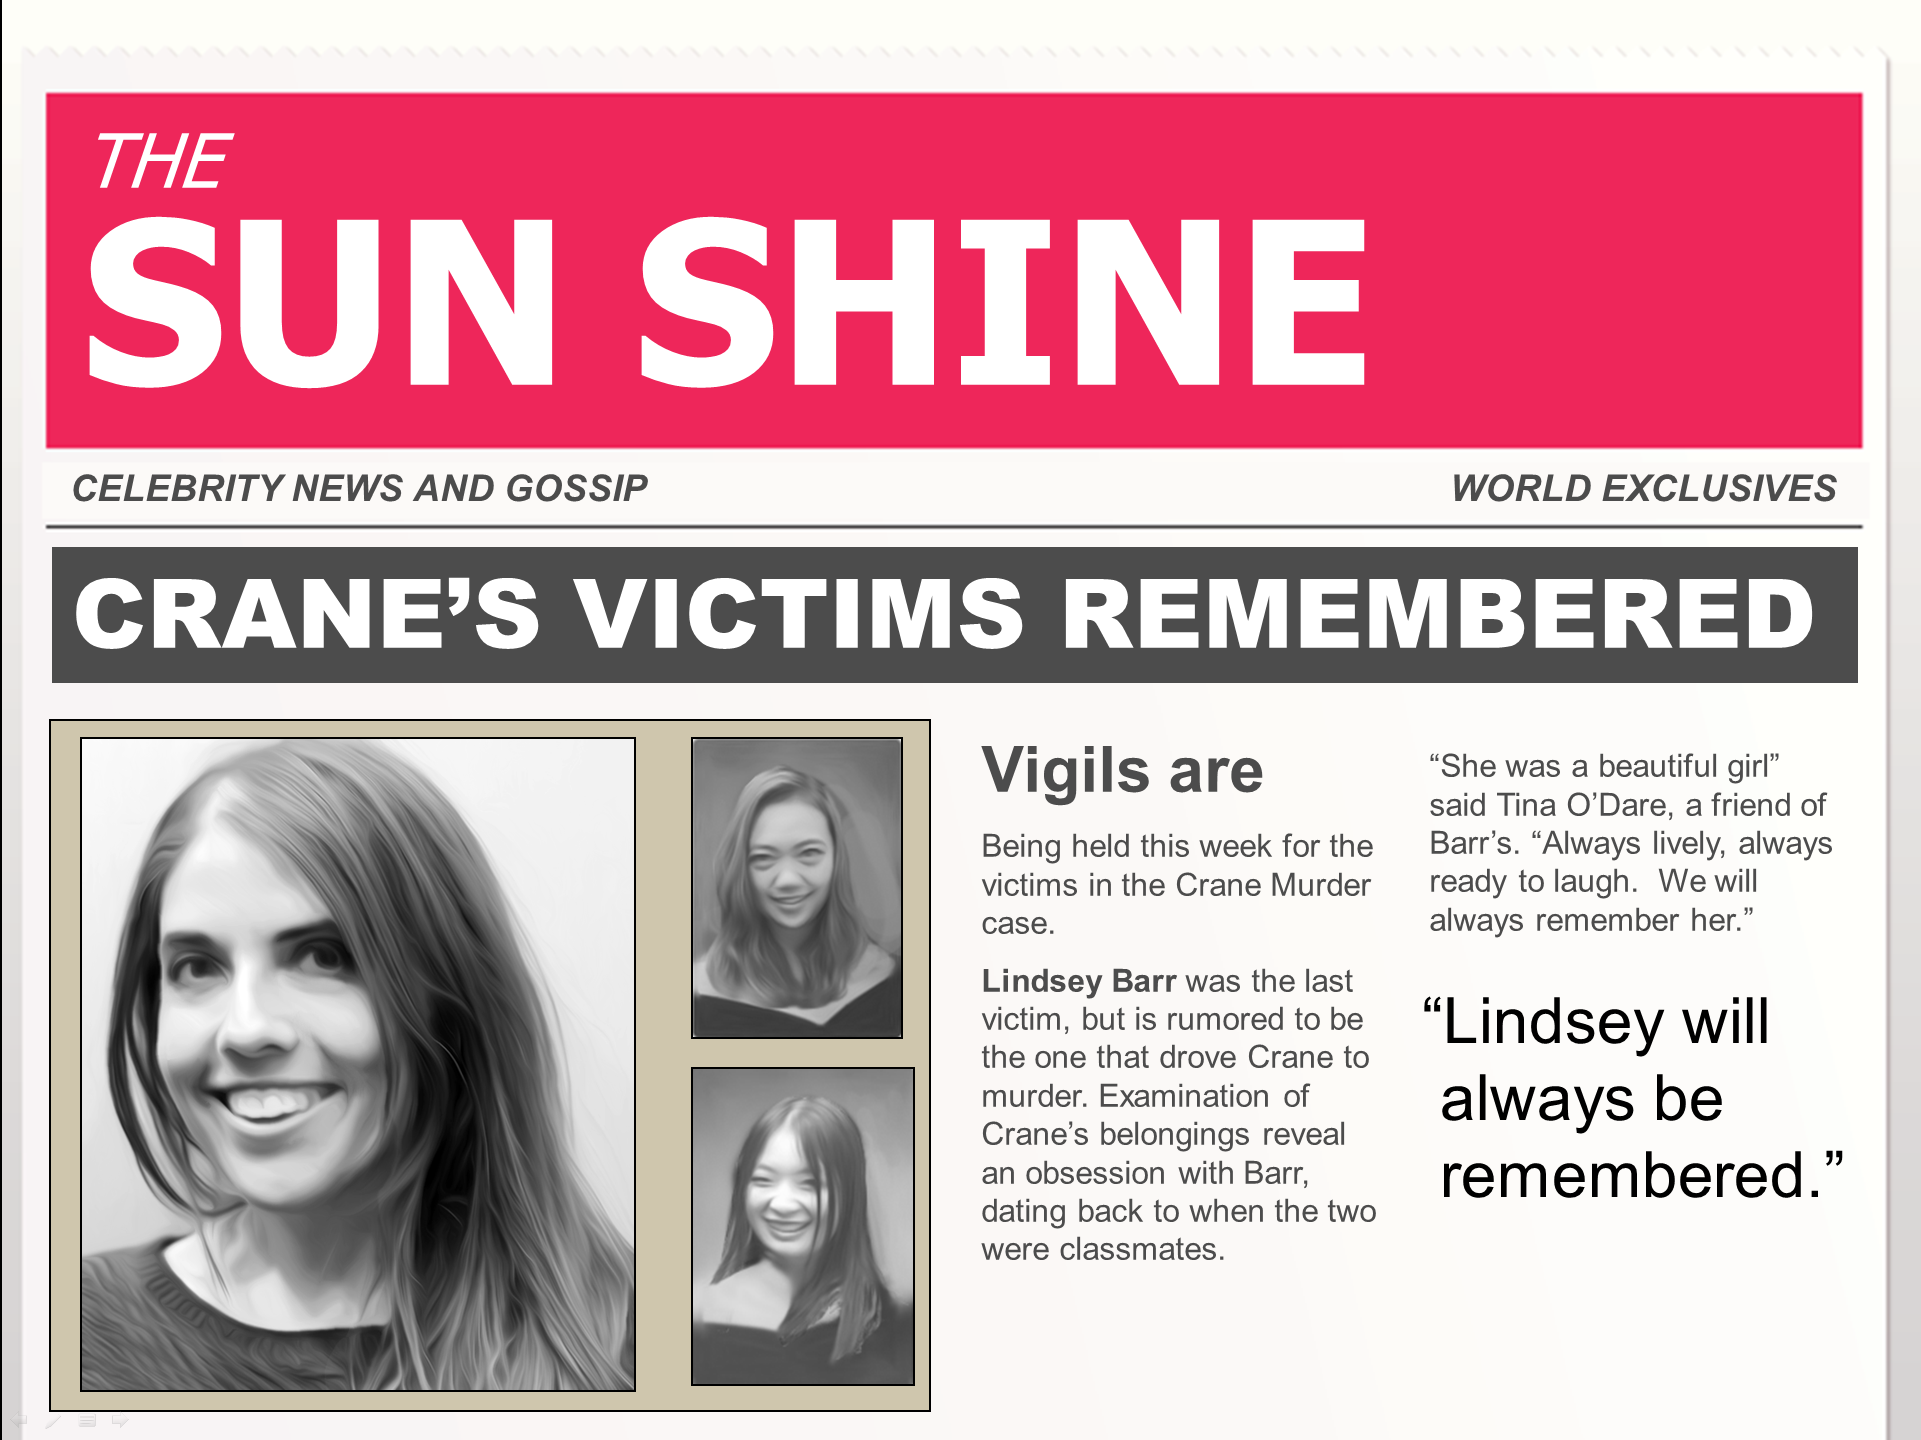 THE
SUN SHINE
CELEBRITY NEWS AND GOSSIP
WORLD EXCLUSIVES
CRANE’S VICTIMS REMEMBERED
Vigils are
Being held this week for the
victims in the Crane Murder
case.
Lindsey Barr was the last
victim, but is rumored to be
the one that drove Crane to
murder. Examination of
Crane’s belongings reveal
an obsession with Barr,
dating back to when the two
were classmates.
“She was a beautiful girl”
said Tina O’Dare, a friend of
Barr’s. “Always lively, always
ready to laugh.  We will
always remember her.”
“Lindsey will
always be
remembered.”